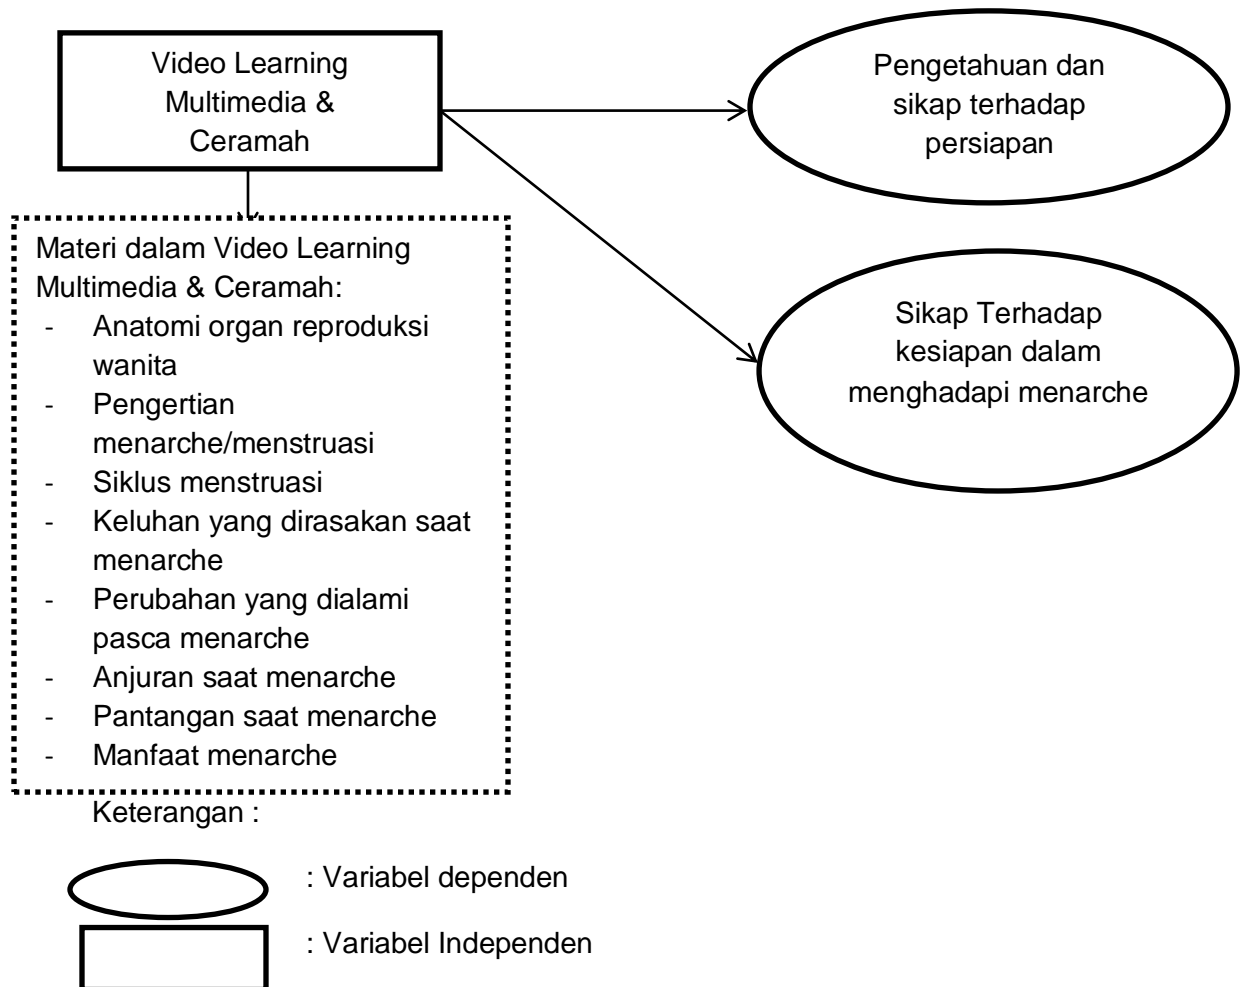 Video Learning
Multimedia &
Ceramah
Pengetahuan dan
sikap terhadap
persiapan
Materi dalam Video Learning
Multimedia & Ceramah:
- Anatomi organ reproduksi
wanita
- Pengertian
menarche/menstruasi
- Siklus menstruasi
- Keluhan yang dirasakan saat
menarche
- Perubahan yang dialami
pasca menarche
- Anjuran saat menarche
- Pantangan saat menarche
- Manfaat menarche
Sikap Terhadap
kesiapan dalam
menghadapi menarche
Keterangan :
: Variabel dependen
: Variabel Independen